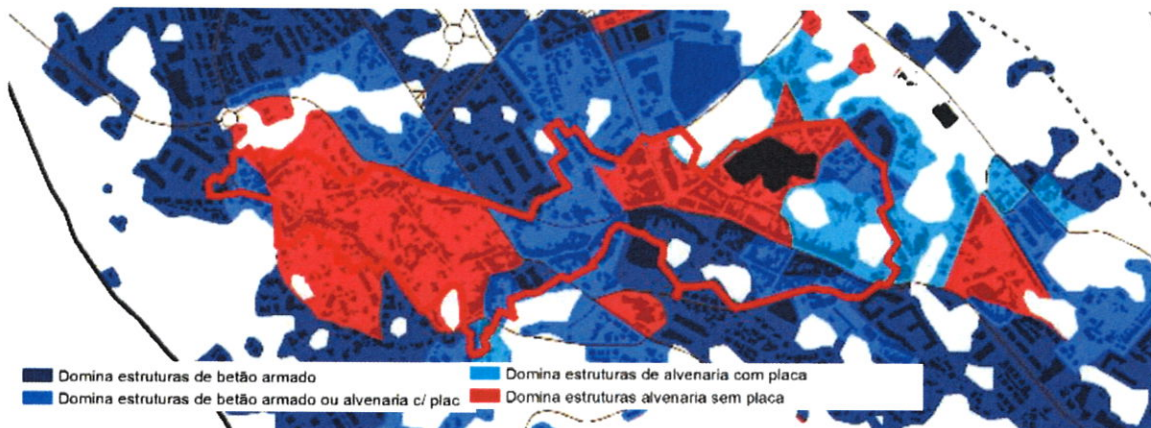 Domina estruturas de betão armado
Domina estruturas de betão armado ou alvenaria c/ plac
Domina estruturas de alvenaria com placa
Domina estruturas alvenaria sem placa